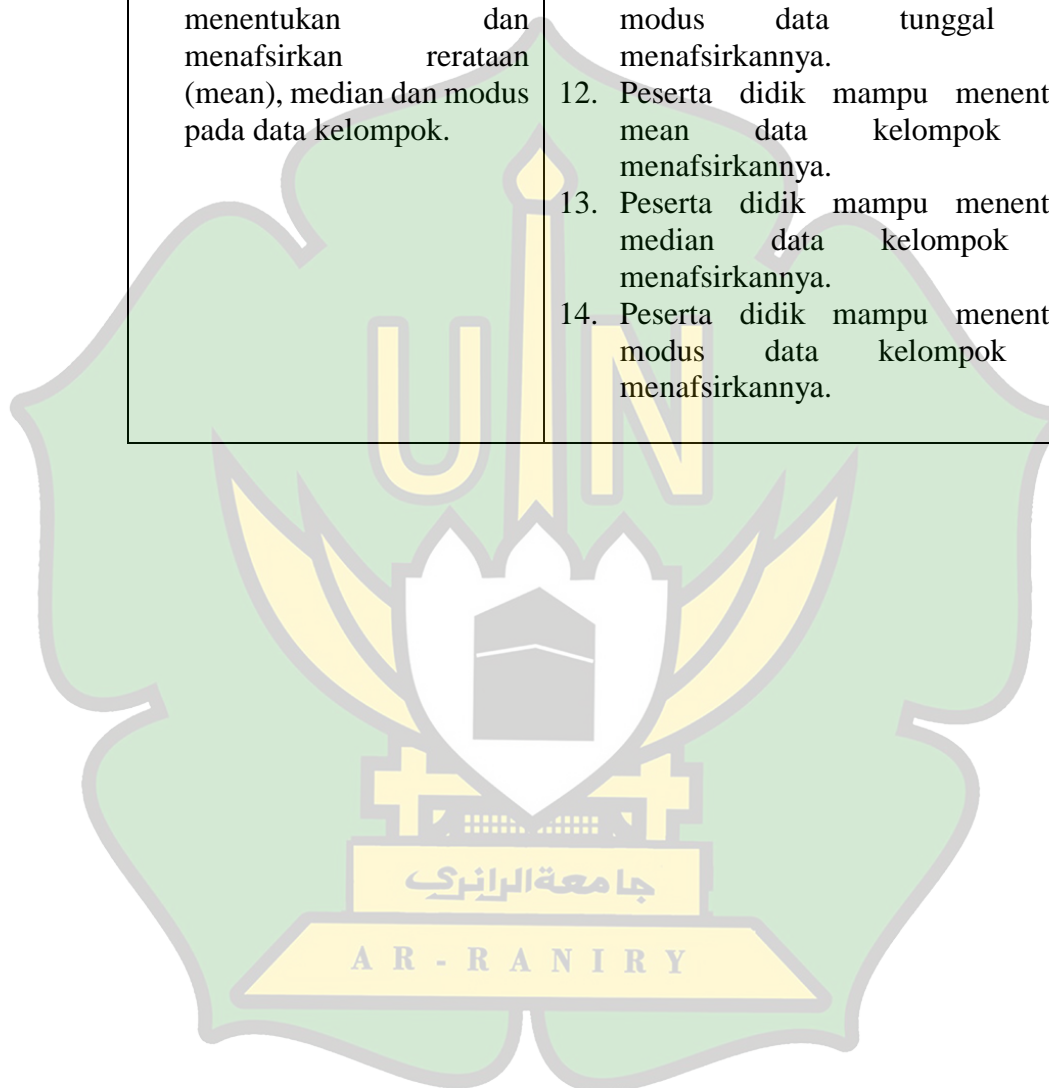 menentukan dan
menafsirkan rerataan
(mean), median dan modus
pada data kelompok.
modus data tunggal
menafsirkannya.
12. Peserta didik mampu menent
mean data kelompok
menafsirkannya.
13. Peserta didik mampu menent
median data kelompok
menafsirkannya.
14. Peserta didik mampu menent
modus data kelompok
menafsirkannya.
UIN
جامعةالرانري
AR-RANIRY